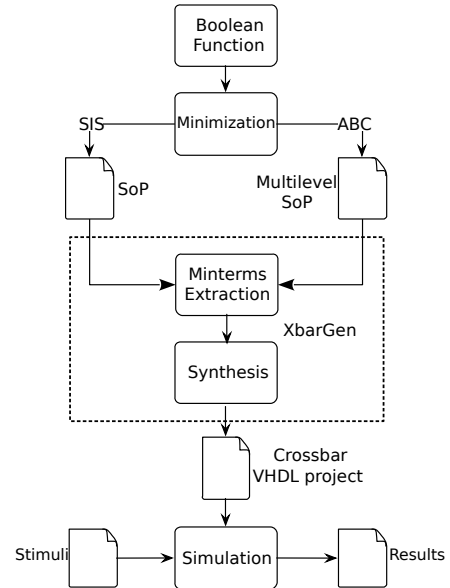 Boolean
Function
Minimization
SIS
ABC
SoP
Multilevel
SoP
Minterms
Extraction
XbarGen
Synthesis
Crossbar
VHDL project
Stimuli
Simulation
Results